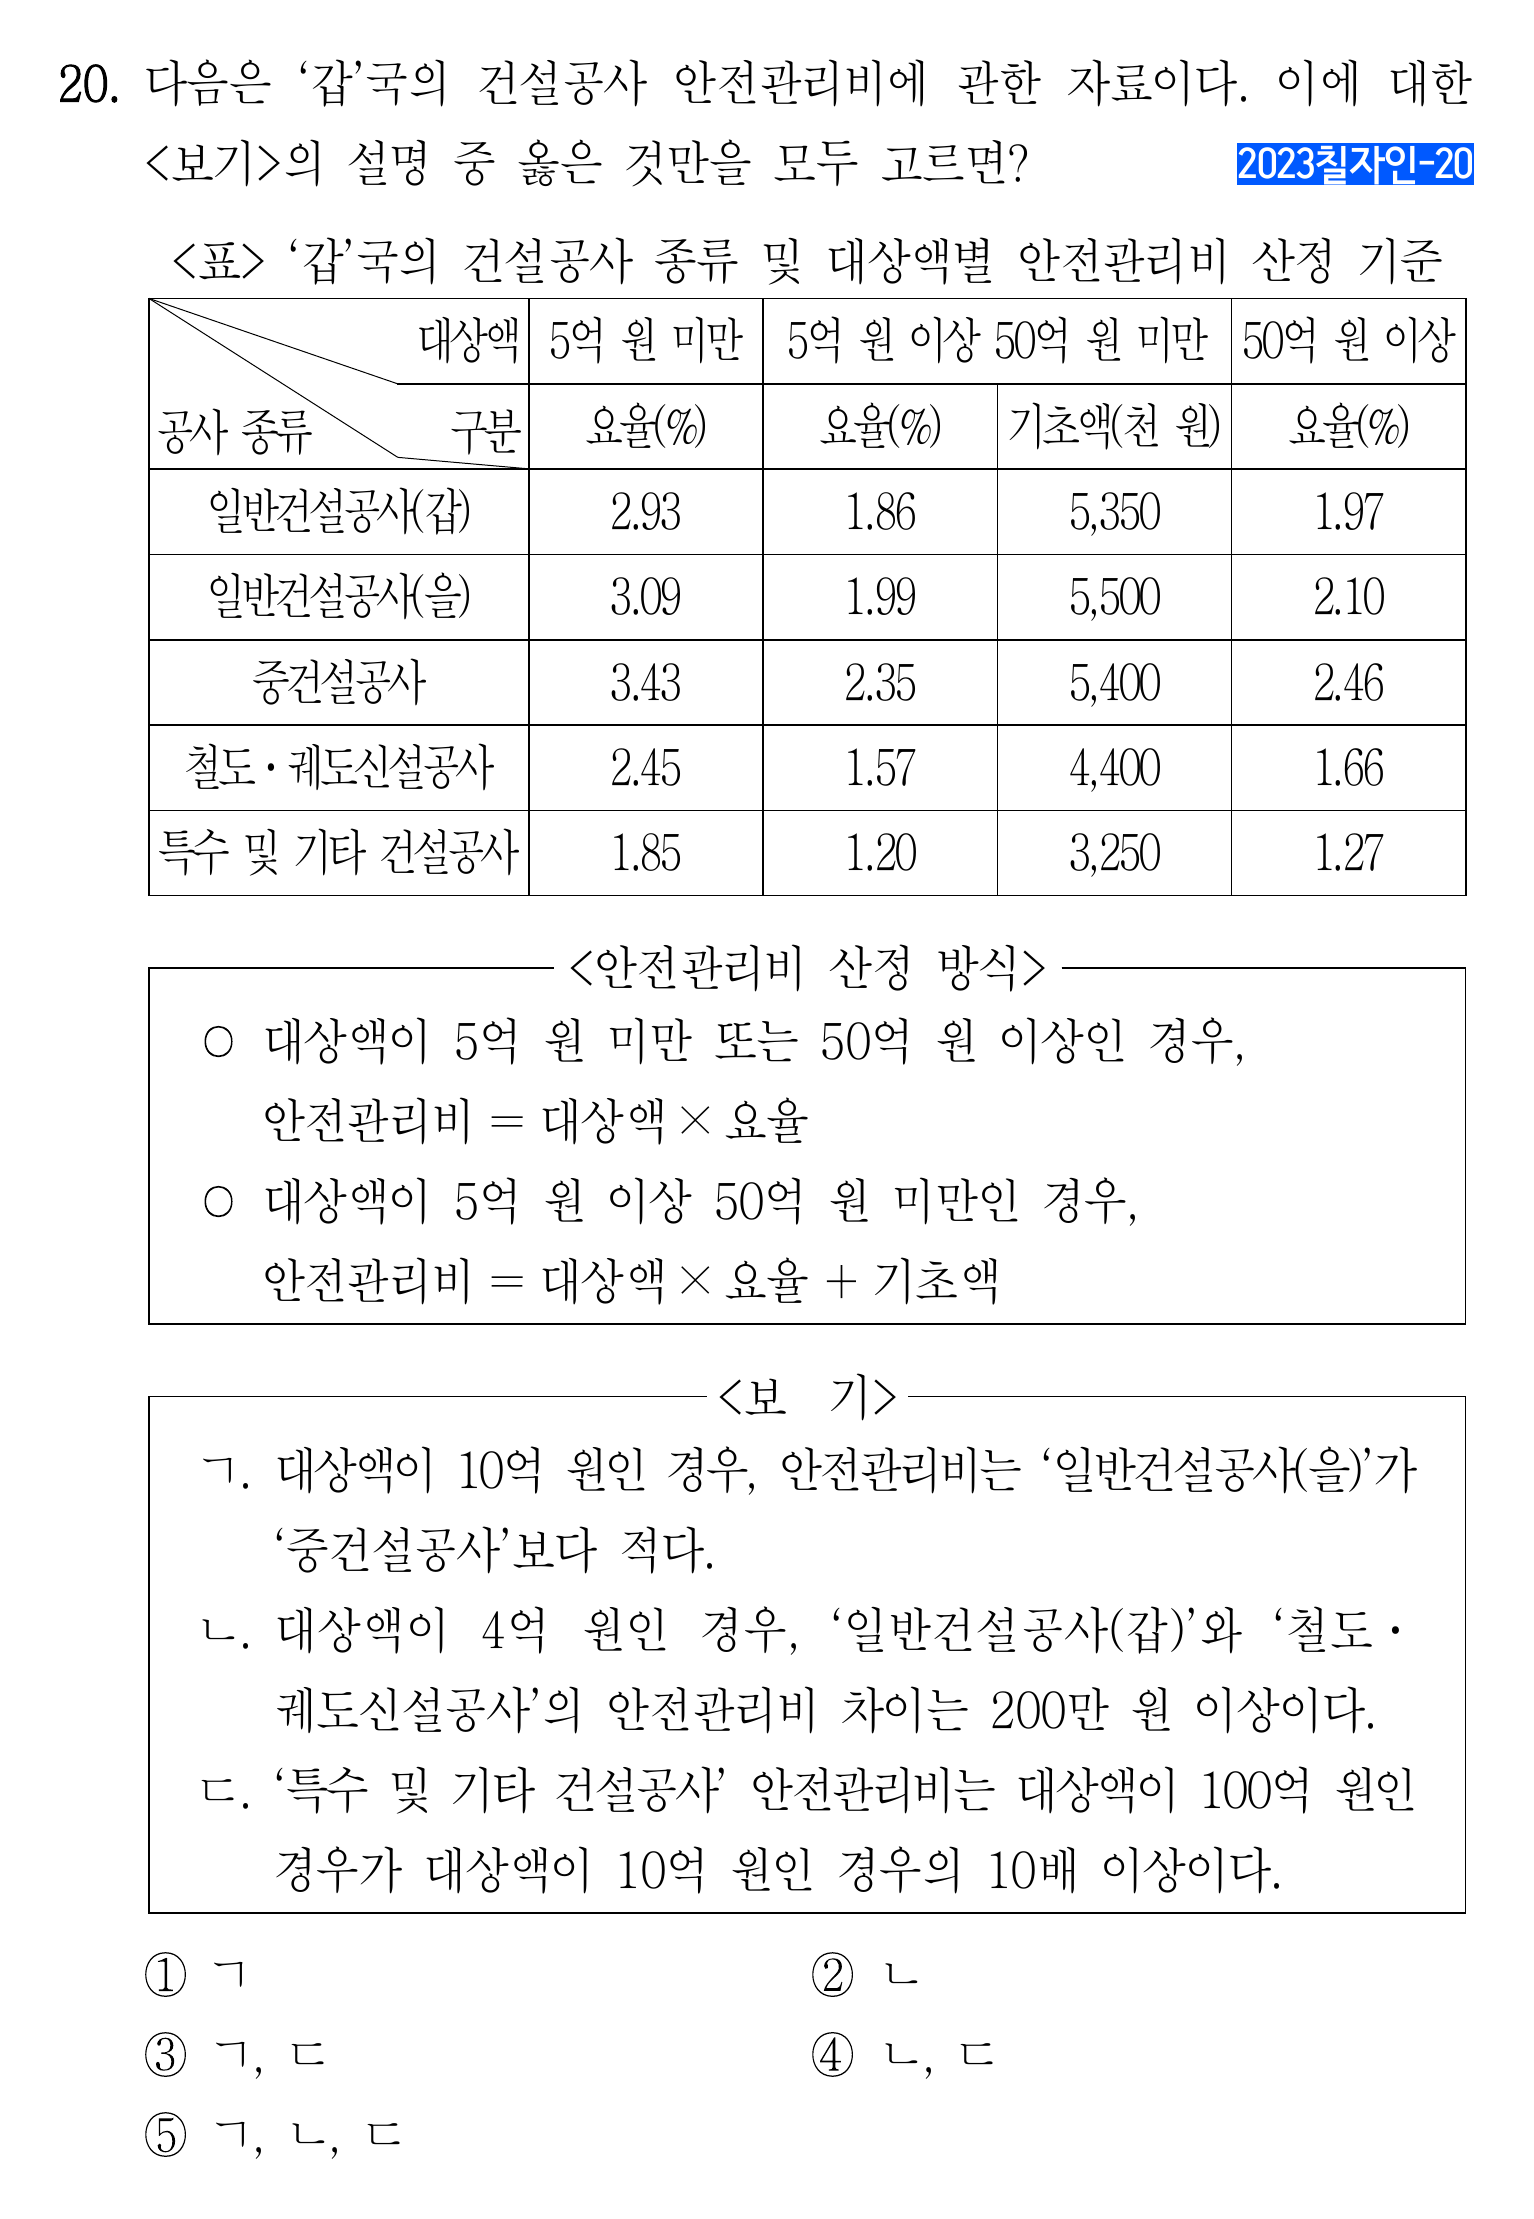 20. 다음은 ‘갑’국의 건설공사 안전관리비에 관한 자료이다. 이에 대한
<보기>의 설명 중 옳은 것만을 모두 고르면?
2023칠자인-20
<표> ‘갑’국의 건설공사 종류 및 대상액별 안전관리비 산정 기준
대상액 5억 원 미만 5억 원 이상 50억 원 미만 50억 원 이상
공사 종류 구분 요율(%) 요율(%) 기초액(천 원) 요율(%)
일반건설공사(갑) 2.93 1.86 5,350 1.97
일반건설공사(을) 3.09 1.99 5,500 2.10
중건설공사 3.43 2.35 5,400 2.46
철도·궤도신설공사 2.45 1.57 4,400 1.66
특수 및 기타 건설공사 1.85 1.20 3,250 1.27
<안전관리비 산정 방식>
○ 대상액이 5억 원 미만 또는 50억 원 이상인 경우,
안전관리비 = 대상액 × 요율
○ 대상액이 5억 원 이상 50억 원 미만인 경우,
안전관리비 = 대상액 × 요율 + 기초액
<보 기>
ㄱ. 대상액이 10억 원인 경우, 안전관리비는 ‘일반건설공사(을)’가
‘중건설공사’보다 적다.
ㄴ. 대상액이 4억 원인 경우, ‘일반건설공사(갑)’와 ‘철도·
궤도신설공사’의 안전관리비 차이는 200만 원 이상이다.
ㄷ. ‘특수 및 기타 건설공사’ 안전관리비는 대상액이 100억 원인
경우가 대상액이 10억 원인 경우의 10배 이상이다.
① ㄱ ② ㄴ
③ ㄱ, ㄷ ④ ㄴ, ㄷ
⑤ ㄱ, ㄴ, ㄷ